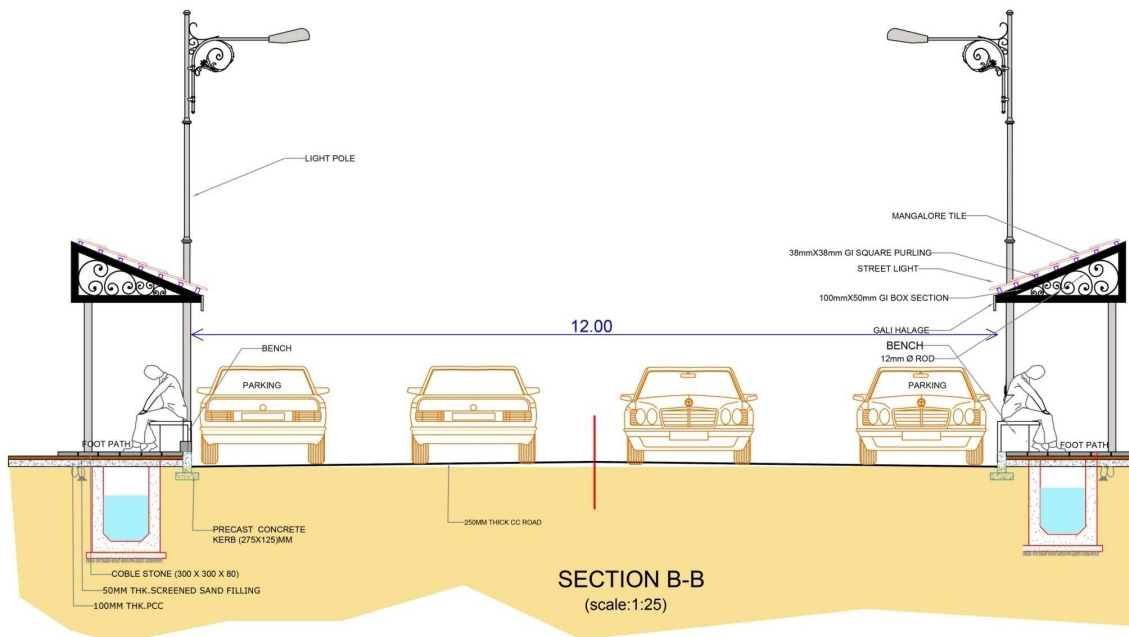 LIGHT POLE
MANGALORE TILE
38mmX38mm GI SQUARE PURLING
STREET LIGHT
100mmX50mm GI BOX SECTION
12.00
GALI HALAGE
BENCH
BENCH
12mm Ø ROD
PARKING
PARKING
FOOT PATH
FOOT PATH
250MM THICK CC ROAD
PRECAST CONCRETE
KERB (275X125)MM
COBLE STONE (300 X 300 X 80)
50MM THK.SCREENED SAND FILLING
100MM THK.PCC
SECTION B-B
(scale:1:25)